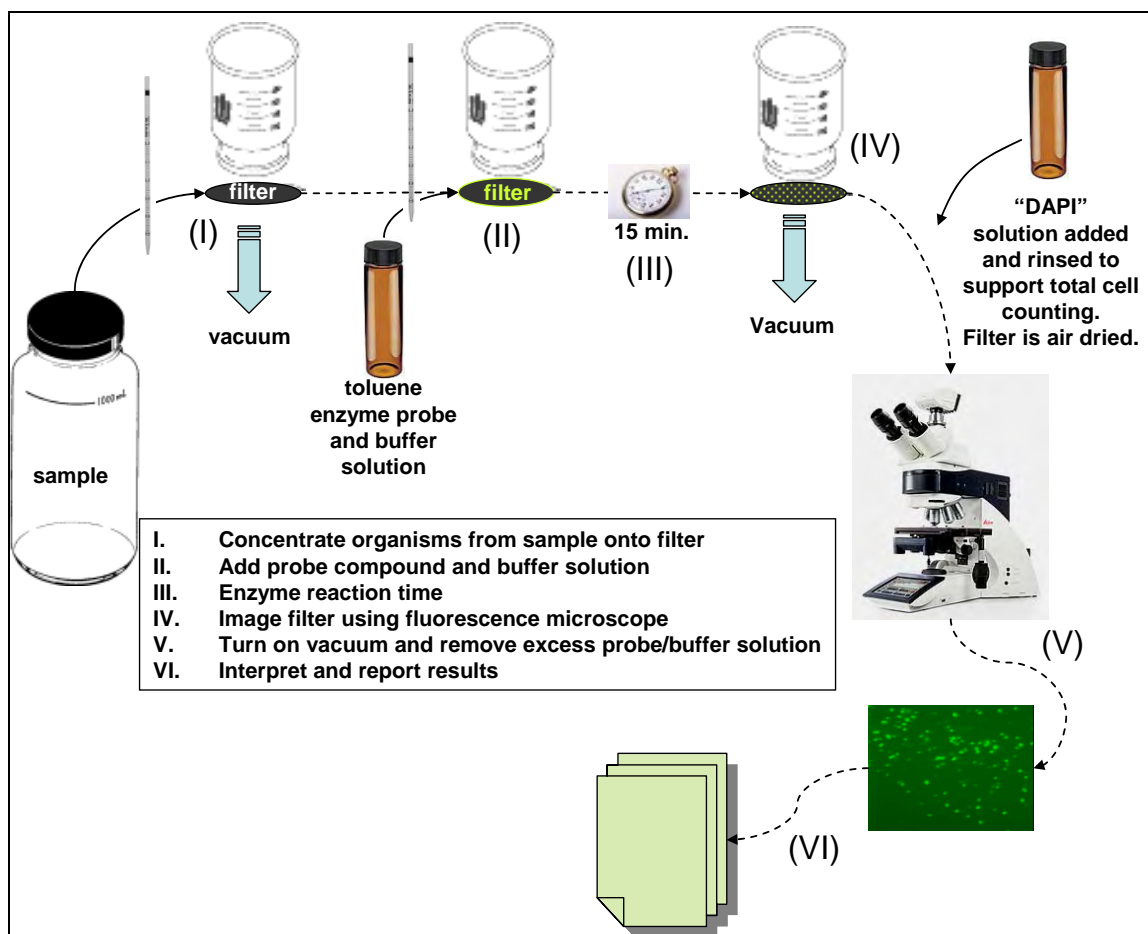 (IV)
filter
filter
(I)
(II)
15 min.
(III)
"DAPI"
solution added
and rinsed to
support total cell
counting.
Filter is air dried.
vacuum
Vacuum
toluene
enzyme probe
and buffer
solution
1000 mL
sample
I. Concentrate organisms from sample onto filter
II. Add probe compound and buffer solution
III. Enzyme reaction time
IV. Image filter using fluorescence microscope
V. Turn on vacuum and remove excess probe/buffer solution
VI. Interpret and report results
(V)
(VI)